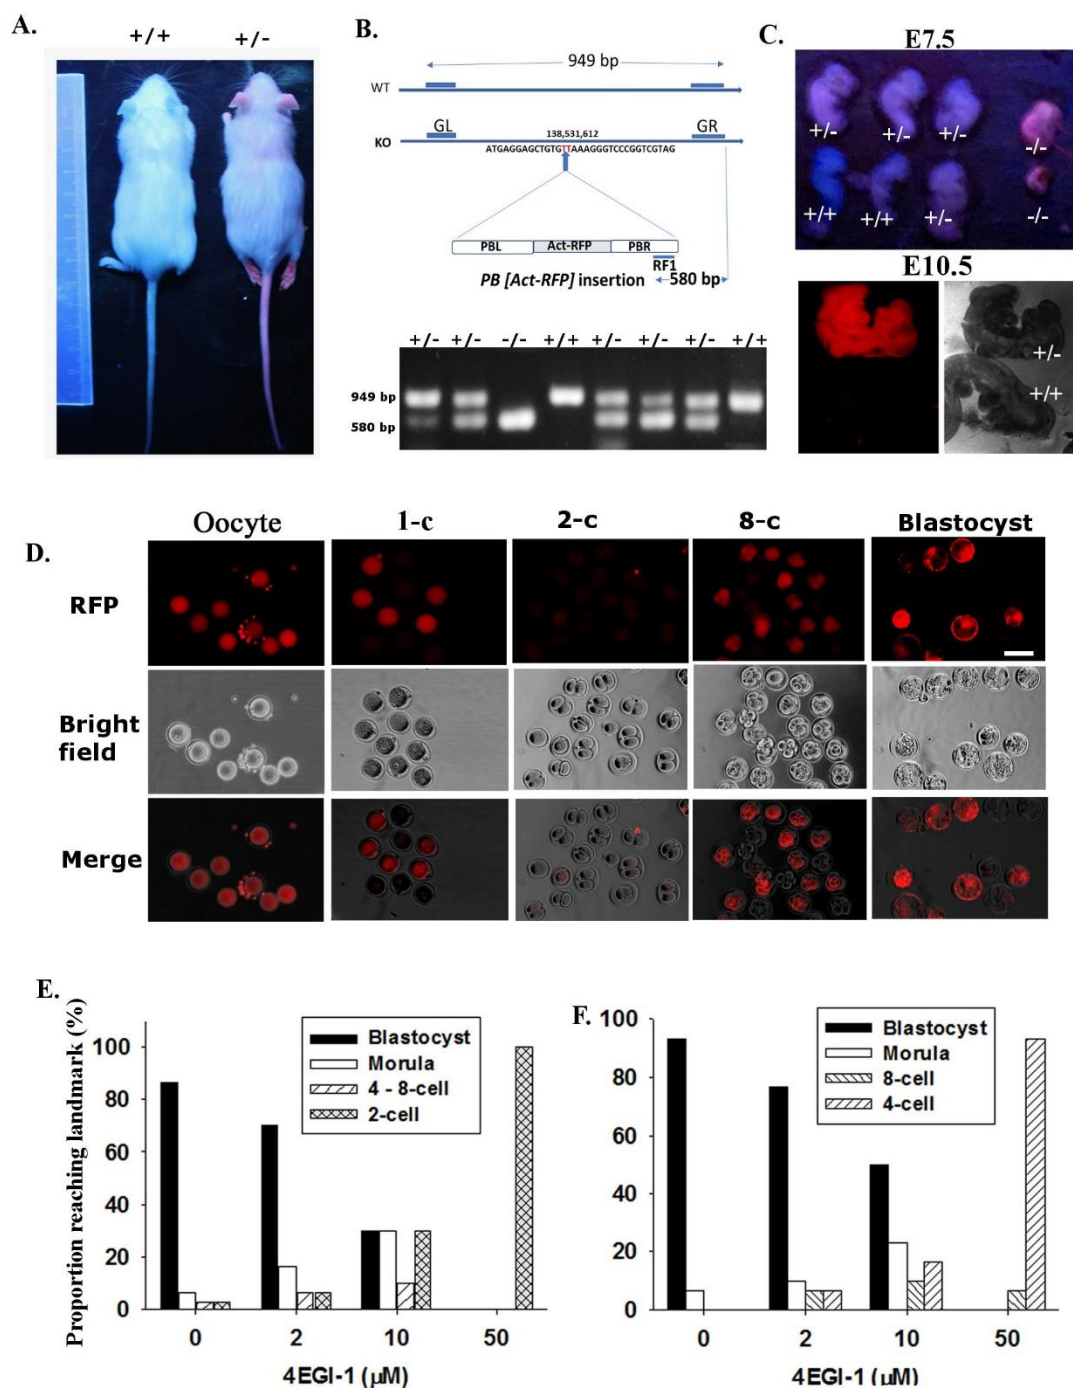 A.
+/+ +/-
B.
949 bp
WT
GL GR
138,531,612
KO
ATGAGGAGCTGTGTTAAAGGGTCCCGGTCGTAG
PBL Act-RFP PBR
RF1
PB [Act-RFP] insertion 580 bp
+/- +/- -/- +/+ +/- +/- +/- +/+
949 bp
580 bp
C.
E7.5
+/- +/- +/- -/-
+/+ +/+ +/- -/-
E10.5
+/-
+/+
D.
Oocyte 1-c 2-c 8-c Blastocyst
RFP
Bright
field
Merge
E.
Proportion reaching landmark (%)
100
80
60
40
20
0
Blastocyst
Morula
4 - 8-cell
2-cell
0 2 10 50
4EGI-1 (µM)
F.
100
80
60
40
20
0
Blastocyst
Morula
8-cell
4-cell
0 2 10 50
4EGI-1 (µM)